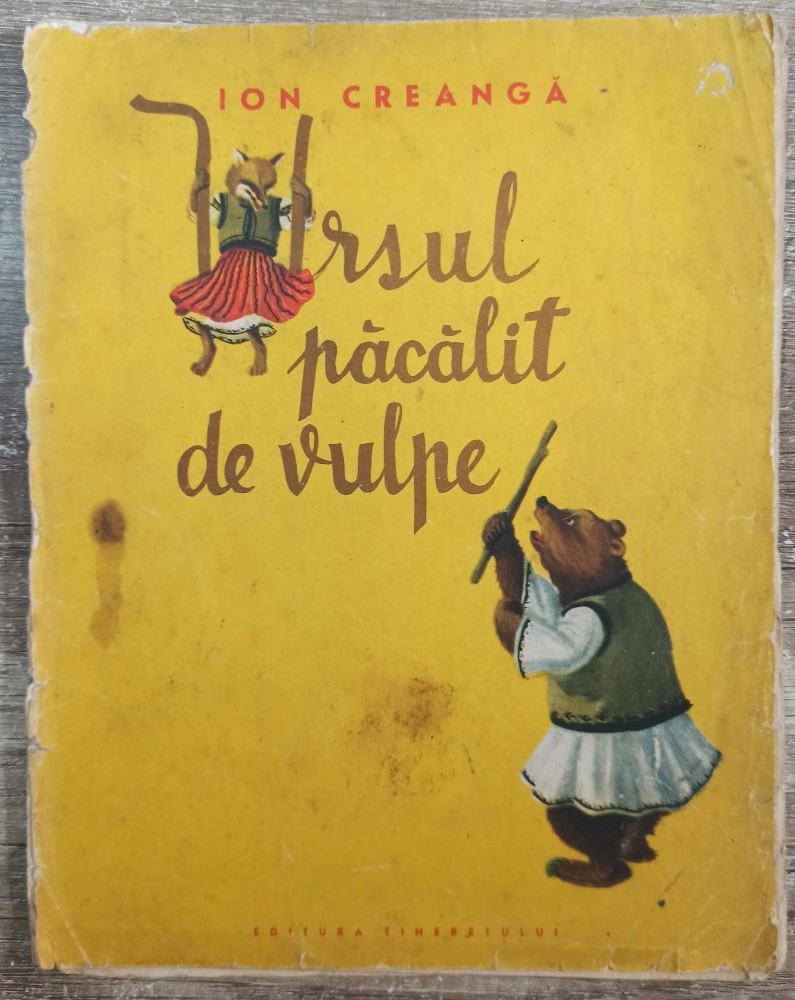 ION CREANGĂ
Ursul
păcălit
de vulpe
EDITURA TINERETULUI